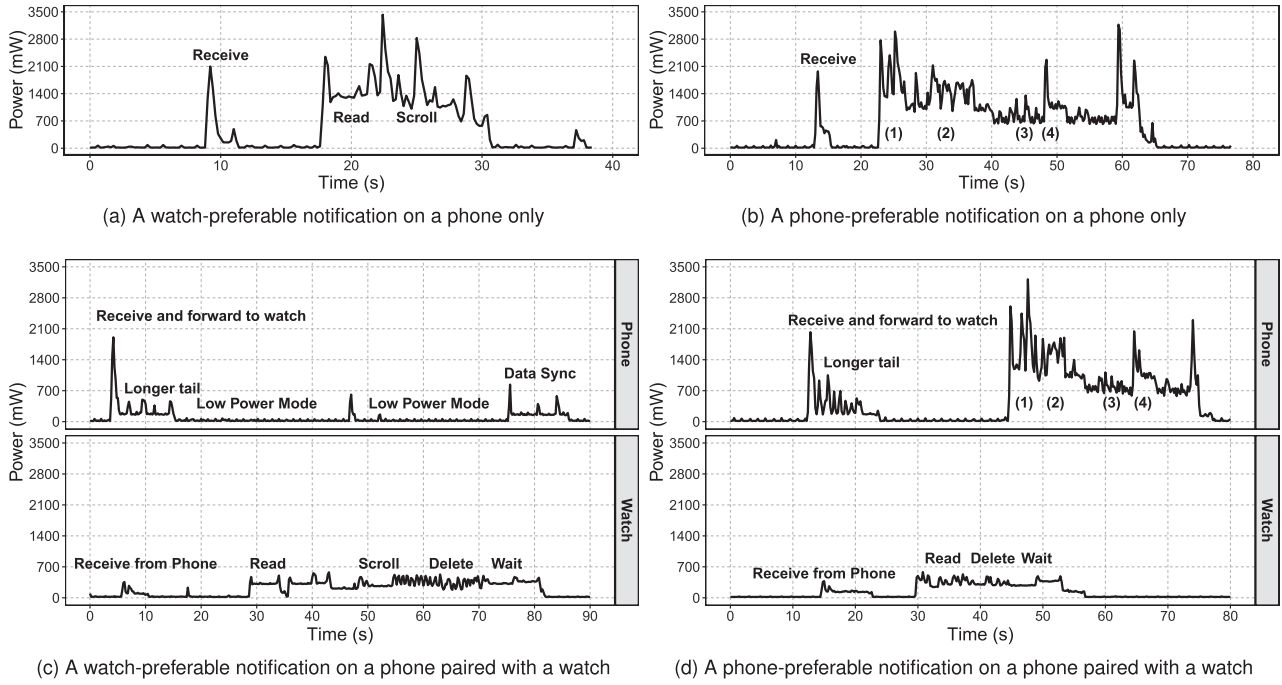 Power (mW)
3500
2800
2100
1400
700
0
Receive
Read
Scroll
0 10 20 30 40
Time (s)
(a) A watch-preferable notification on a phone only
Power (mW)
3500
2800
2100
1400
700
0
Receive
(1) (2) (3) (4)
0 10 20 30 40 50 60 70 80
Time (s)
(b) A phone-preferable notification on a phone only
Power (mW)
3500
2800
2100
1400
700
0
Receive and forward to watch
Longer tail
Low Power Mode
Low Power Mode
Data Sync
Phone
3500
2800
2100
1400
700
0
Receive from Phone
Read
Scroll
Delete
Wait
Watch
0 10 20 30 40 50 60 70 80 90
Time (s)
(c) A watch-preferable notification on a phone paired with a watch
Power (mW)
3500
2800
2100
1400
700
0
Receive and forward to watch
Longer tail
(1) (2) (3) (4)
Phone
3500
2800
2100
1400
700
0
Receive from Phone
Read Delete Wait
Watch
0 10 20 30 40 50 60 70 80
Time (s)
(d) A phone-preferable notification on a phone paired with a watch